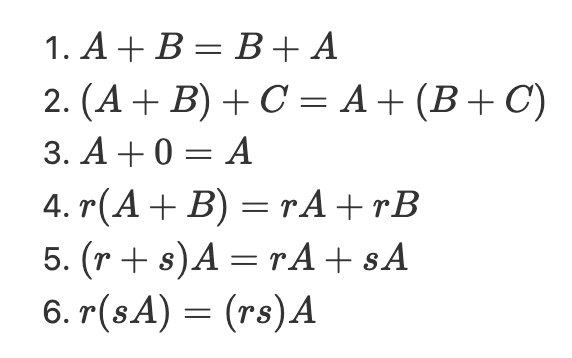 1. A + B = B + A
2. (A + B) + C = A + (B + C)
3. A + 0 = A
4. r(A + B) = rA + rB
5. (r + s)A = rA + sA
6. r(sA) = (rs)A